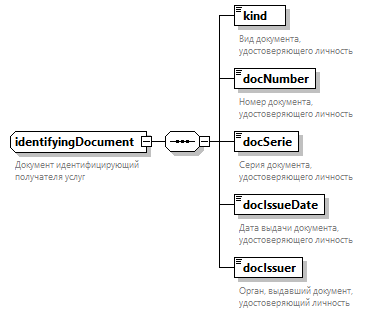 kind
Вид документа,
удостоверяющего личность
docNumber
Номер документа,
удостоверяющего личность
identifyingDocument
Документ идентифицирующий
получателя услуг
docSerie
Серия документа,
удостоверяющего личность
docIssueDate
Дата выдачи документа,
удостоверяющего личность
docIssuer
Орган, выдавший документ,
удостоверяющий личность